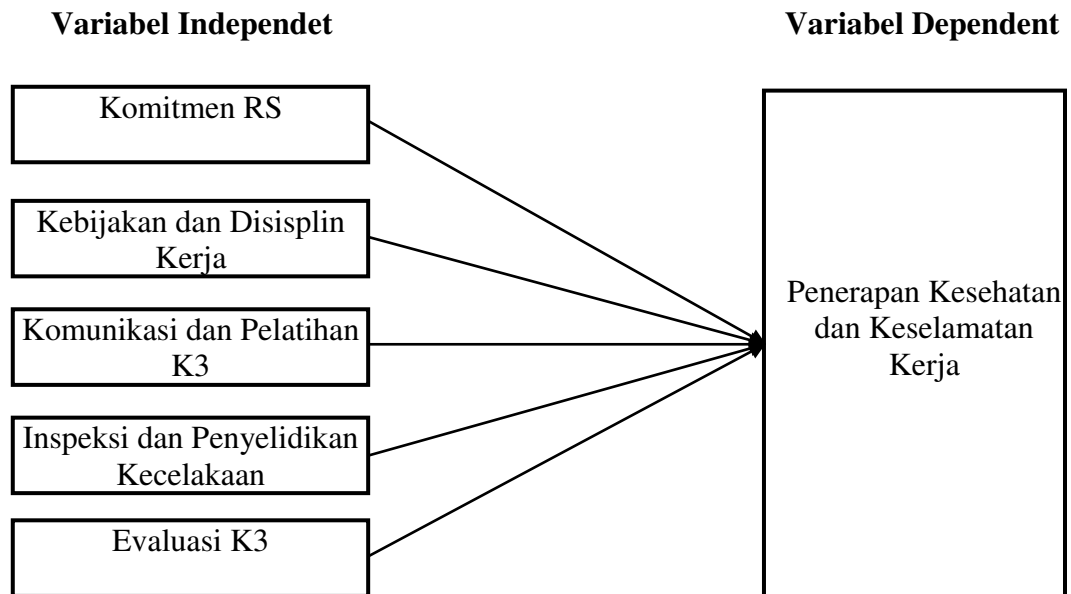 Variabel Independet
Variabel Dependent
Komitmen RS
Kebijakan dan Disisplin
Kerja
Komunikasi dan Pelatihan
K3
Inspeksi dan Penyelidikan
Kecelakaan
Evaluasi K3
Penerapan Kesehatan
dan Keselamatan
Kerja